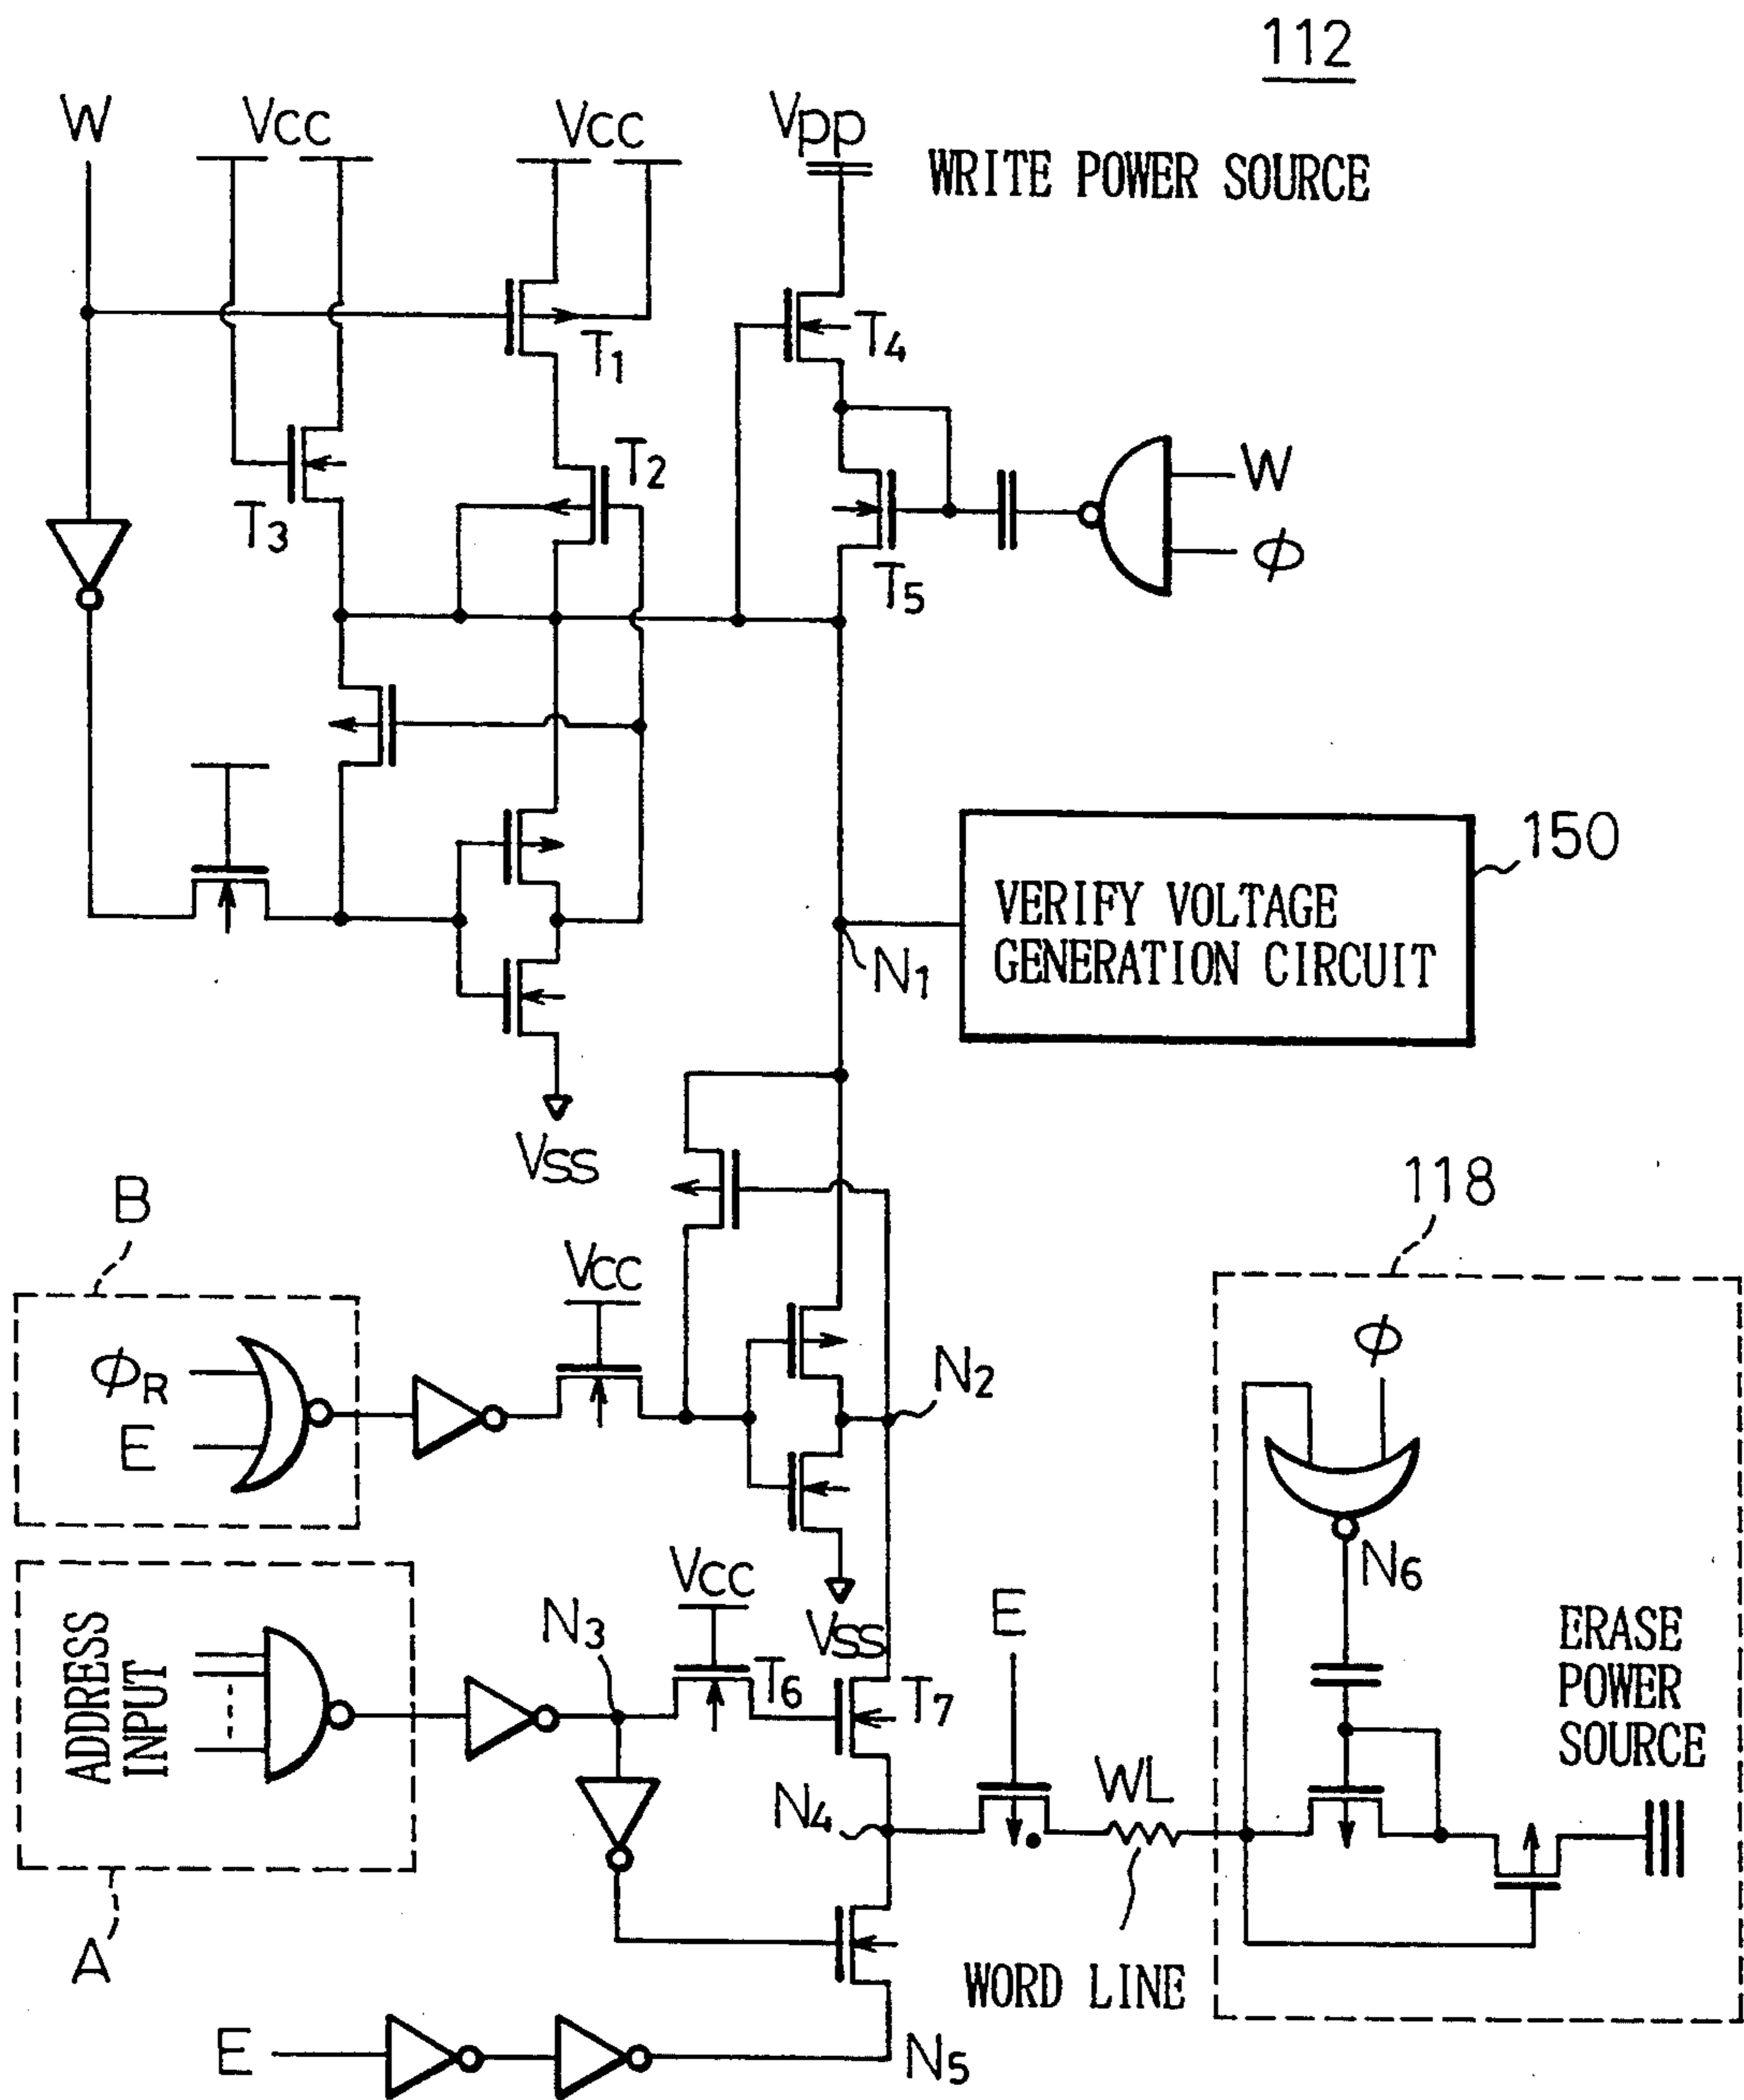 112
W
Vcc
Vcc
Vpp
WRITE POWER SOURCE
T1
T4
T2
T3
W
ϕ
T5
150
VERIFY VOLTAGE
GENERATION CIRCUIT
N1
Vss
B
118
Vcc
ϕR
E
N2
ϕ
N6
Vcc
Vss
E
ADDRESS
INPUT
N3
T6
T7
ERASE
POWER
SOURCE
N4
WL
A
WORD LINE
E
N5